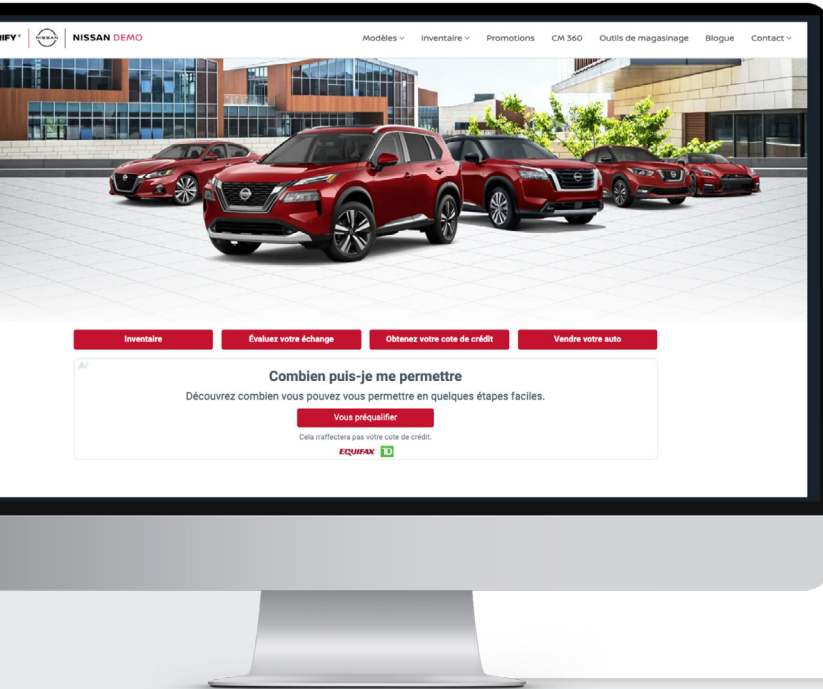 NISSAN
NISSAN DEMO
Modèles
Inventaire
Promotions
CM 360
Outils de magasinage
Blogue
Contact
Inventaire
Évaluez votre échange
Obtenez votre cote de crédit
Vendre votre auto
Combien puis-je me permettre
Découvrez combien vous pouvez vous permettre en quelques étapes faciles.
Vous préqualifier
Cela n'affectera pas votre cote de crédit.
EQUIFAX TD